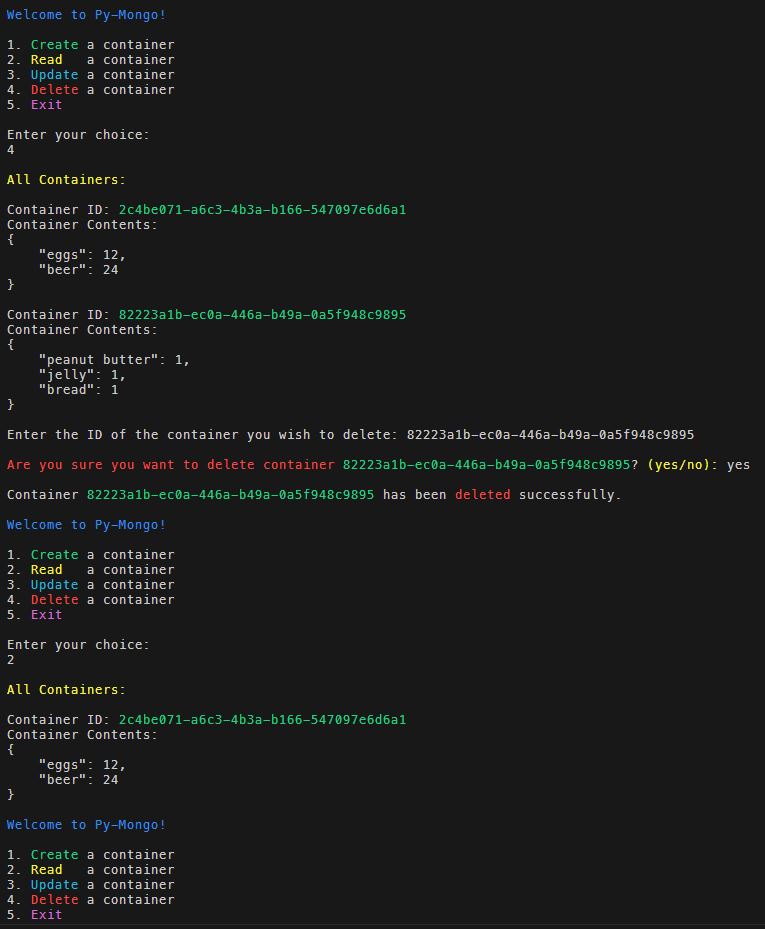 Welcome to Py-Mongo!
1. Create a container
2. Read   a container
3. Update a container
4. Delete a container
5. Exit
Enter your choice:
4
All Containers:
Container ID: 2c4be071-a6c3-4b3a-b166-547097e6d6a1
Container Contents:
{
    "eggs": 12,
    "beer": 24
}
Container ID: 82223a1b-ec0a-446a-b49a-0a5f948c9895
Container Contents:
{
    "peanut butter": 1,
    "jelly": 1,
    "bread": 1
}
Enter the ID of the container you wish to delete: 82223a1b-ec0a-446a-b49a-0a5f948c9895
Are you sure you want to delete container 82223a1b-ec0a-446a-b49a-0a5f948c9895? (yes/no): yes
Container 82223a1b-ec0a-446a-b49a-0a5f948c9895 has been deleted successfully.
Welcome to Py-Mongo!
1. Create a container
2. Read   a container
3. Update a container
4. Delete a container
5. Exit
Enter your choice:
2
All Containers:
Container ID: 2c4be071-a6c3-4b3a-b166-547097e6d6a1
Container Contents:
{
    "eggs": 12,
    "beer": 24
}
Welcome to Py-Mongo!
1. Create a container
2. Read   a container
3. Update a container
4. Delete a container
5. Exit